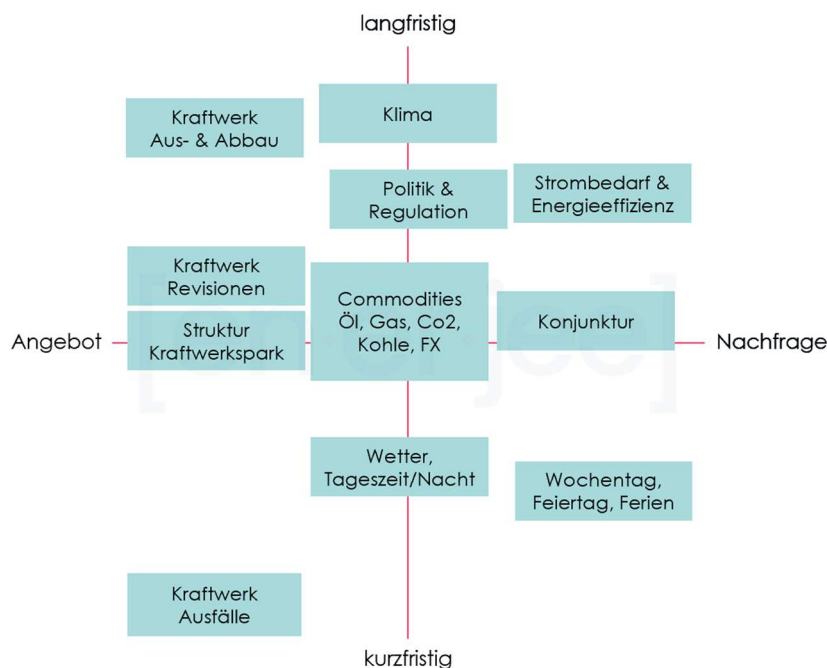 langfristig
Kraftwerk
Aus- & Abbau
Klima
Politik &
Regulation
Strombedarf &
Energieeffizienz
Kraftwerk
Revisionen
Commodities
Öl, Gas, Co2,
Kohle, FX
Konjunktur
Angebot
Struktur
Kraftwerkspark
Nachfrage
Wetter,
Tageszeit/Nacht
Wochentag,
Feiertag, Ferien
Kraftwerk
Ausfälle
kurzfristig